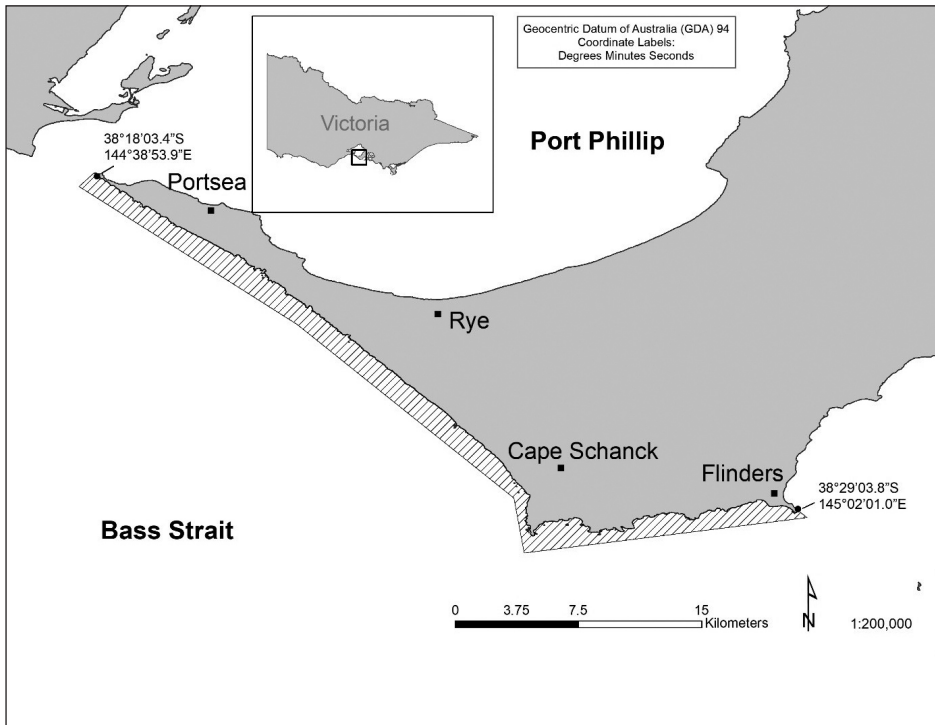 Geocentric Datum of Australia (GDA) 94
Coordinate Labels:
Degrees Minutes Seconds
Victoria
Port Phillip
38°18’03.4”S
144°38’53.9”E
Portsea
Rye
Cape Schanck
Flinders
38°29’03.8”S
145°02’01.0”E
Bass Strait
0 3.75 7.5 15
Kilometers
N
1:200,000